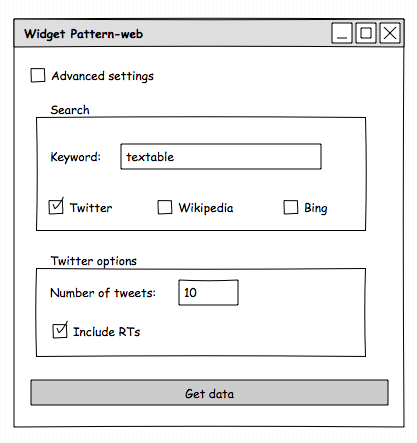 Widget Pattern-web
Advanced settings
Search
Keyword: textable
Twitter Wikipedia Bing
Twitter options
Number of tweets: 10
Include RTs
Get data